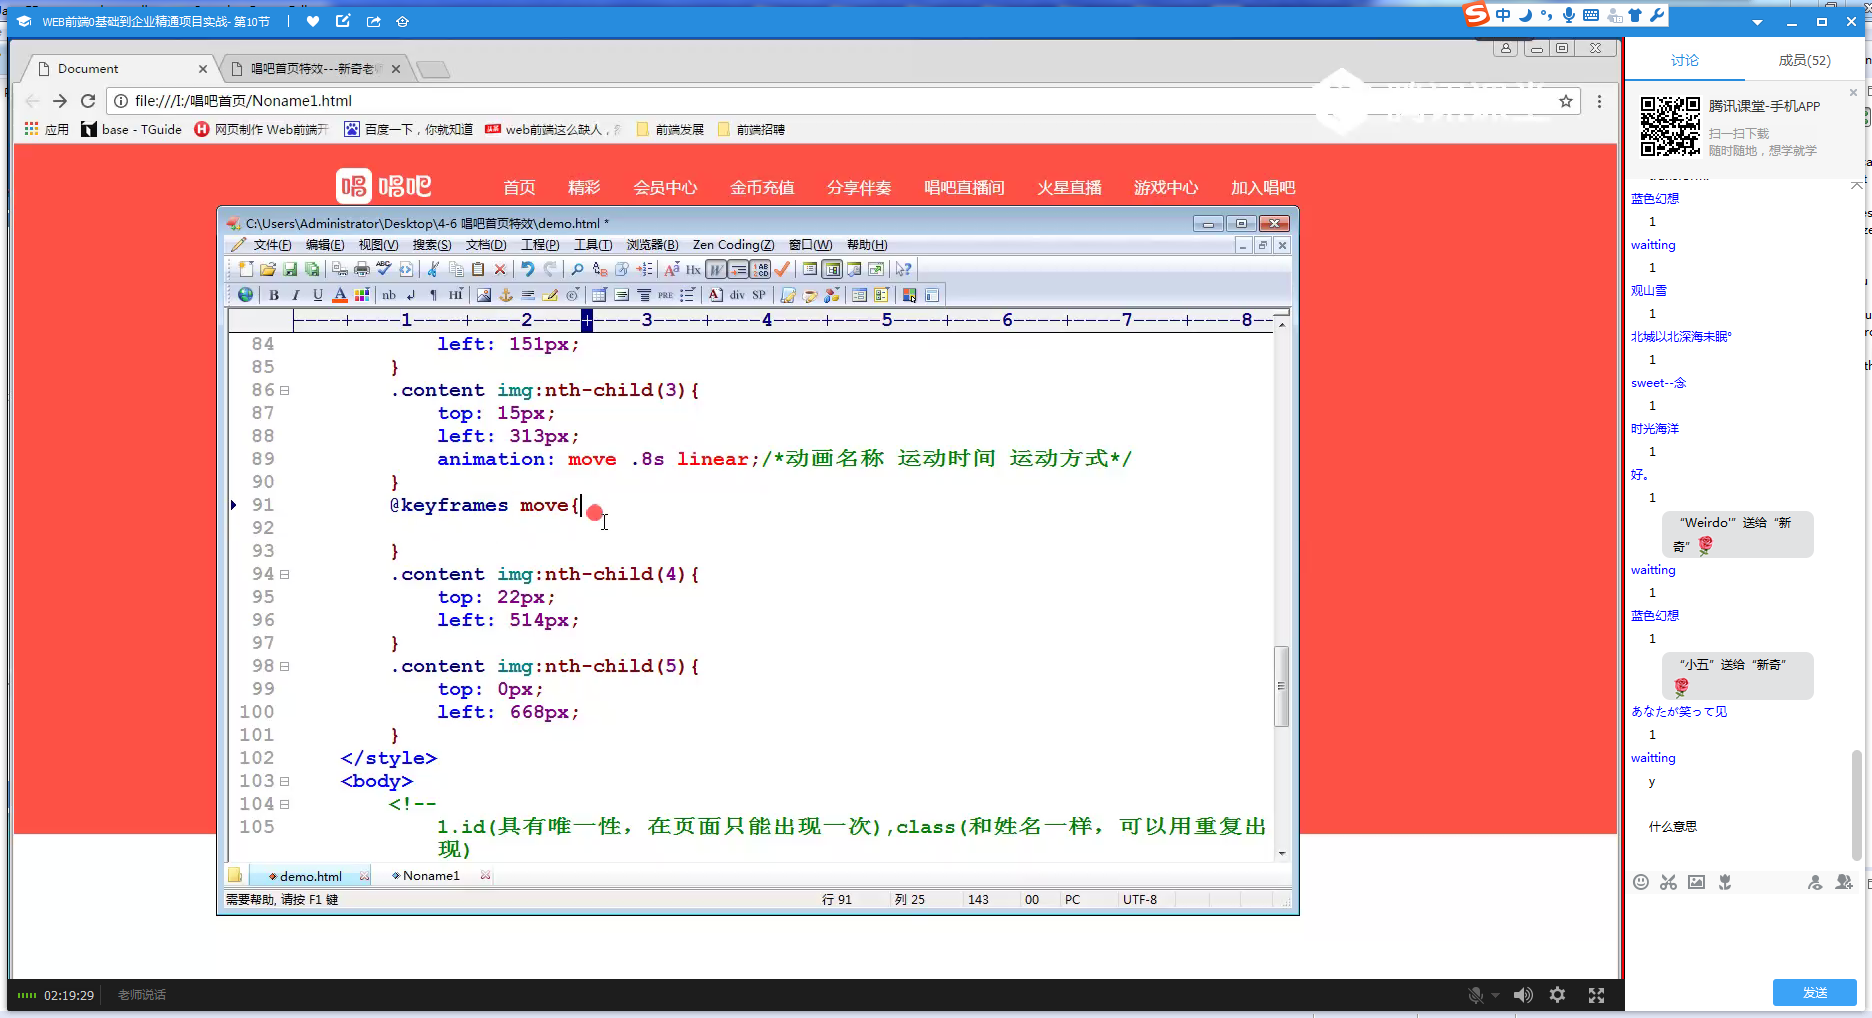 WEB前端0基础到企业精通项目实战- 第10节
中
Document
唱吧首页特效---新奇老师
file:///I:/唱吧首页/Noname1.html
应用
base - TGuide
网页制作 Web前端开
百度一下，你就知道
web前端这么缺人，
前端发展
前端招聘
唱吧
首页
精彩
会员中心
金币充值
分享伴奏
唱吧直播间
火星直播
游戏中心
加入唱吧
C:\Users\Administrator\Desktop\4-6 唱吧首页特效\demo.html *
文件(F)
编辑(E)
视图(V)
搜索(S)
文档(D)
工程(P)
工具(T)
浏览器(B)
Zen Coding(Z)
窗口(W)
帮助(H)
----+----1----+----2----+----3----+----4----+----5----+----6----+----7----+----8--
84 left: 151px;
85 }
86 .content img:nth-child(3){
87 top: 15px;
88 left: 313px;
89 animation: move .8s linear;/*动画名称 运动时间 运动方式*/
90 }
91 @keyframes move{
92
93 }
94 .content img:nth-child(4){
95 top: 22px;
96 left: 514px;
97 }
98 .content img:nth-child(5){
99 top: 0px;
100 left: 668px;
101 }
102 </style>
103 <body>
104 <!--
105 1.id(具有唯一性，在页面只能出现一次),class(和姓名一样，可以用重复出
现)
demo.html
Noname1
需要帮助, 请按 F1 键
行 91
列 25
143
00
PC
UTF-8
02:19:29
老师说话
讨论
成员(52)
腾讯课堂-手机APP
扫一扫下载
随时随地，想学就学
蓝色幻想
1
waitting
1
观山雪
1
北城以北深海未眠°
1
sweet--念
1
时光海洋
1
好。
1
“Weirdo'”送给“新
奇”
waitting
1
蓝色幻想
1
“小五”送给“新奇”
あなたが笑って见
1
waitting
y
什么意思
发送